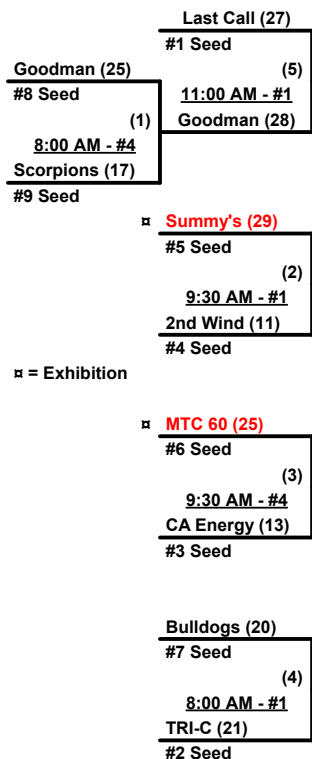 Last Call (27)
#1 Seed
Goodman (25)
(5)
#8 Seed
11:00 AM - #1
(1)
Goodman (28)
8:00 AM - #4
Scorpions (17)
#9 Seed
¤ Summy's (29)
#5 Seed
(2)
9:30 AM - #1
2nd Wind (11)
#4 Seed
¤ = Exhibition
¤ MTC 60 (25)
#6 Seed
(3)
9:30 AM - #4
CA Energy (13)
#3 Seed
Bulldogs (20)
#7 Seed
(4)
8:00 AM - #1
TRI-C (21)
#2 Seed